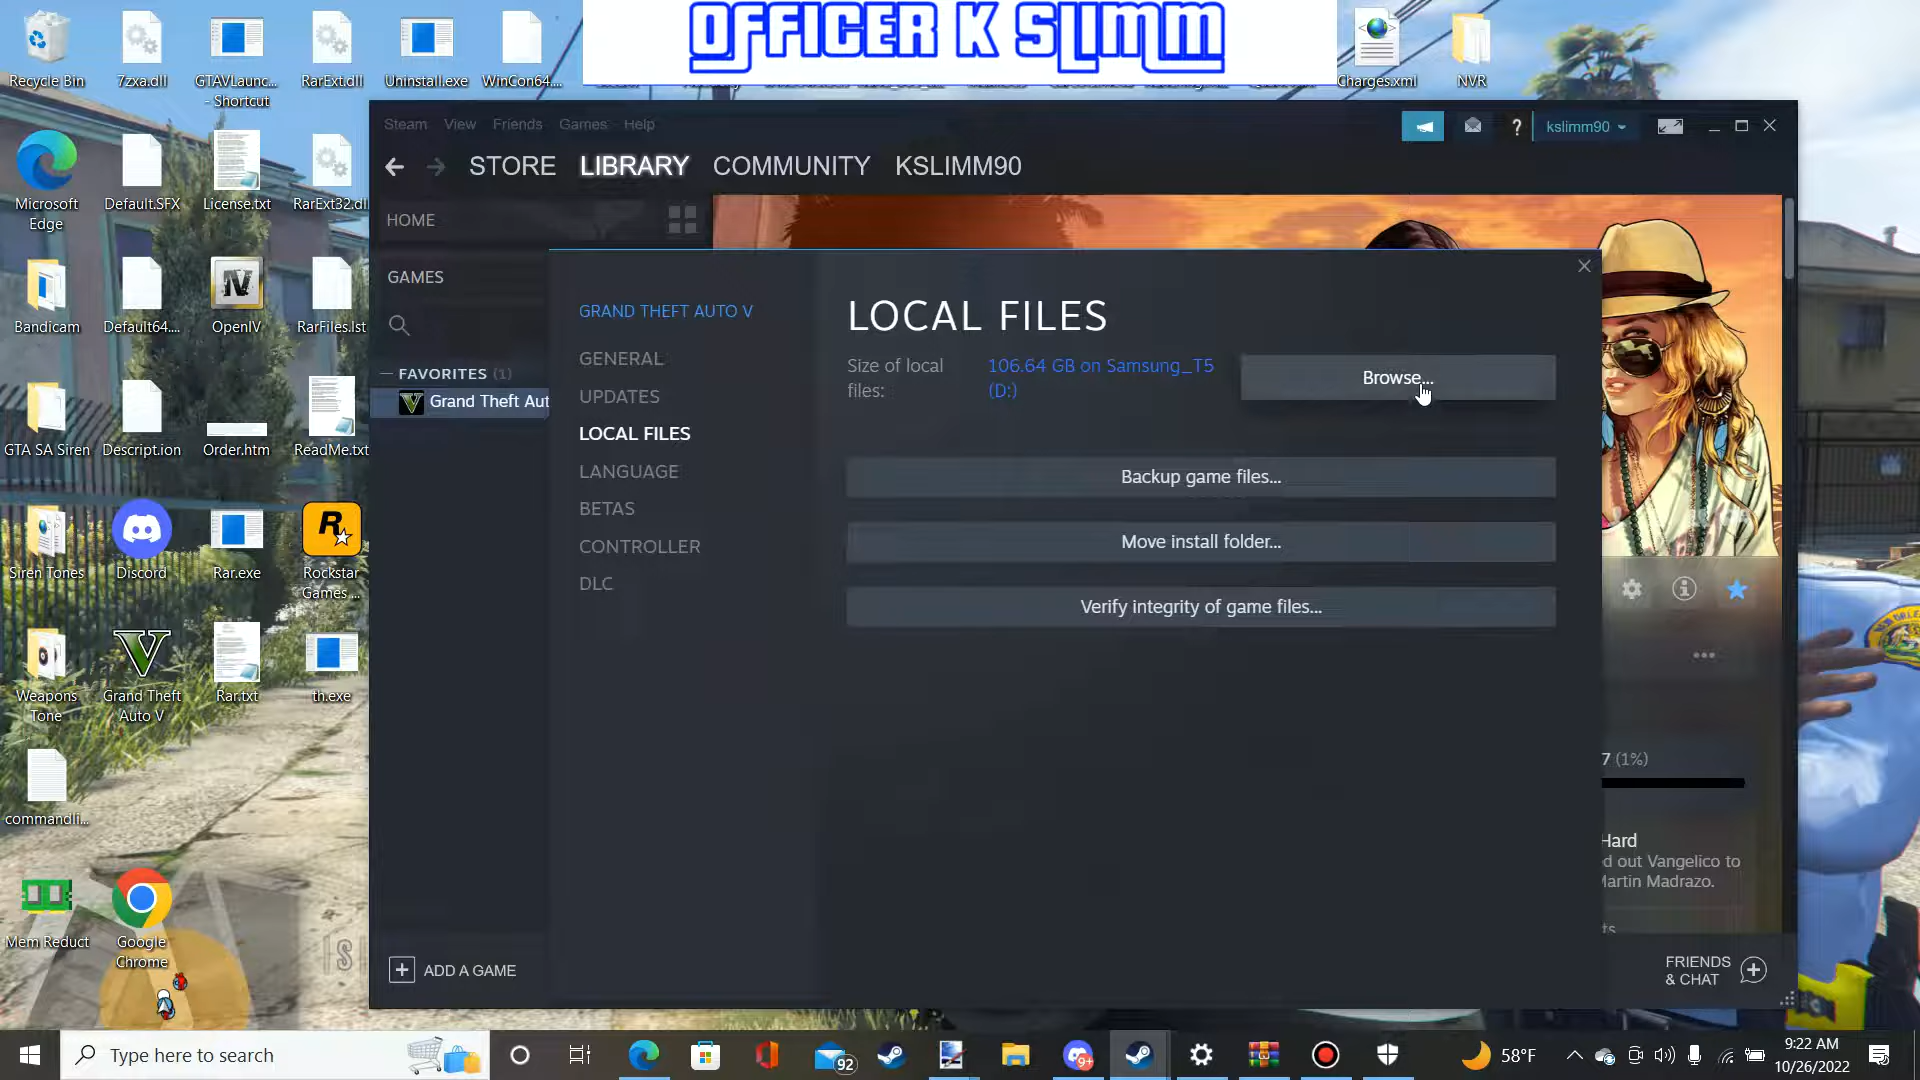 OFFICER K SLIMM
Recycle Bin
7zxa.dll
GTAVLaunc...
- Shortcut
RarExt.dll
Uninstall.exe
WinCon64....
Charges.xml
NVR
Steam View Friends Games Help
kslimm90
STORE LIBRARY COMMUNITY KSLIMM90
Microsoft
Edge
Default.SFX
License.txt
RarExt32.dl
HOME
GAMES
Bandicam
Default64....
OpenIV
RarFiles.lst
FAVORITES (1)
Grand Theft Aut
GTA SA Siren
Descript.ion
Order.htm
ReadMe.txt
GRAND THEFT AUTO V
GENERAL
UPDATES
LOCAL FILES
LANGUAGE
BETAS
CONTROLLER
DLC
LOCAL FILES
Size of local
files:
106.64 GB on Samsung_T5
(D:)
Browse...
Backup game files...
Move install folder...
Verify integrity of game files...
Siren Tones
Discord
Rar.exe
Rockstar
Games ...
Weapons
Tone
Grand Theft
Auto V
Rar.txt
th.exe
7 (1%)
commandli...
Hard
ed out Vangelico to
Martin Madrazo.
Mem Reduct
Google
Chrome
ADD A GAME
FRIENDS
& CHAT
Type here to search
92
9+
58°F
9:22 AM
10/26/2022